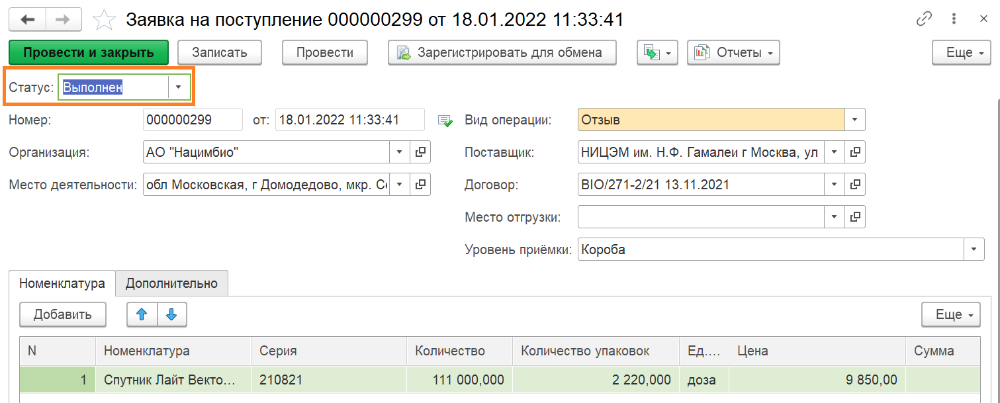 Заявка на поступление 000000299 от 18.01.2022 11:33:41
Провести и закрыть Записать Провести Зарегистрировать для обмена Отчеты Еще
Статус: Выполнен
Номер: 000000299 от: 18.01.2022 11:33:41 Вид операции: Отзыв
Организация: АО "Нацимбио" Поставщик: НИЦЭМ им. Н.Ф. Гамалеи г Москва, ул
Место деятельности: обл Московская, г Домодедово, мкр. Се Договор: BIO/271-2/21 13.11.2021
Место отгрузки:
Уровень приёмки: Короба
Номенклатура Дополнительно
Добавить Еще
N Номенклатура Серия Количество Количество упаковок Ед.... Цена Сумма
1 Спутник Лайт Векто... 210821 111 000,000 2 220,000 доза 9 850,00